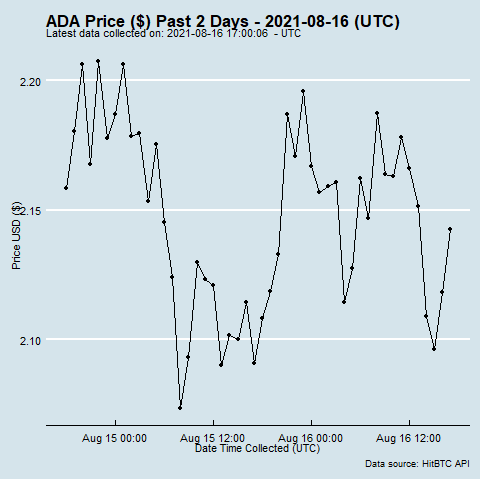 ADA Price ($) Past 2 Days - 2021-08-16 (UTC)
Latest data collected on: 2021-08-16 17:00:06 - UTC
2.20
2.15
2.10
Price USD ($)
Aug 15 00:00 Aug 15 12:00 Aug 16 00:00 Aug 16 12:00
Date Time Collected (UTC)
Data source: HitBTC API